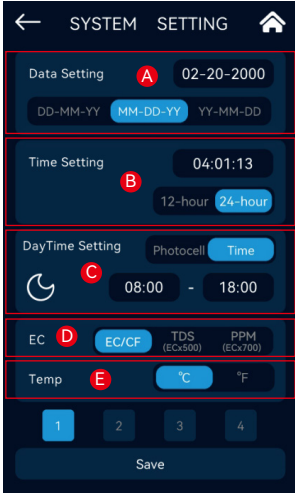 SYSTEM SETTING
Data Setting A 02-20-2000
DD-MM-YY MM-DD-YY YY-MM-DD
Time Setting B 04:01:13
12-hour 24-hour
DayTime Setting Photocell Time
C 08:00 - 18:00
EC D EC/CF TDS (ECx500) PPM (ECx700)
Temp E °C °F
1 2 3 4
Save